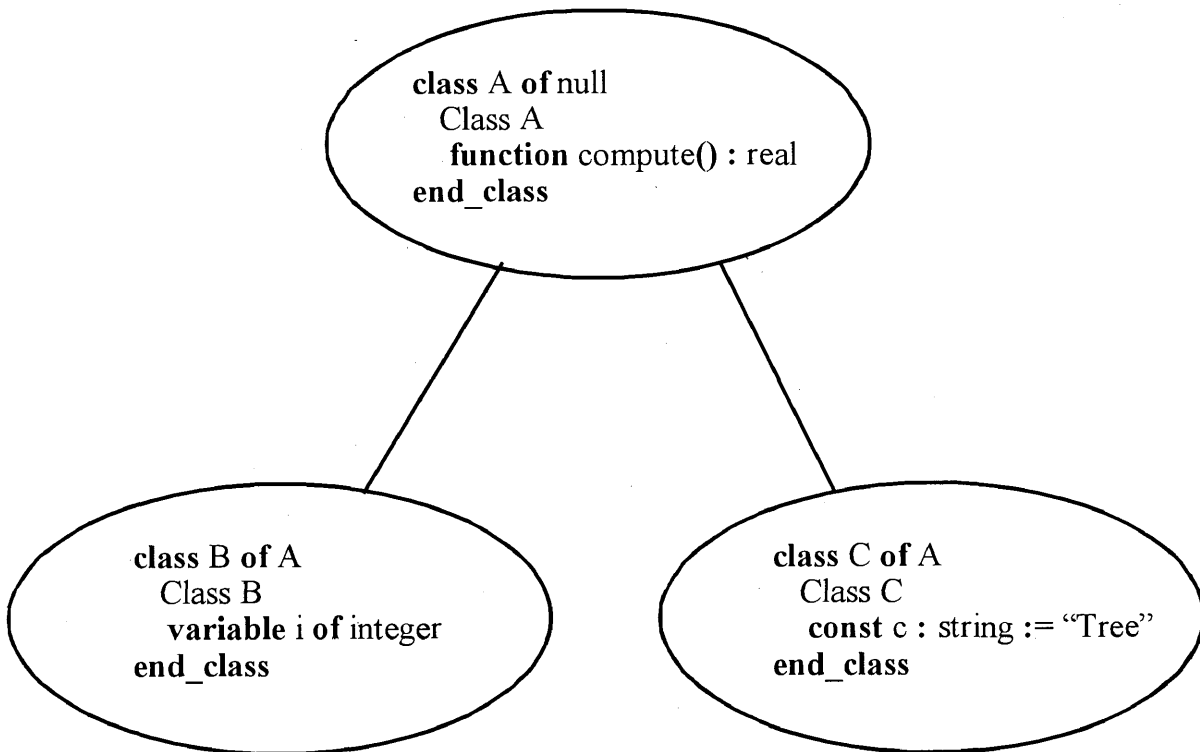 class A of null
Class A
function compute() : real
end_class
class B of A
Class B
variable i of integer
end_class
class C of A
Class C
const c : string := “Tree”
end_class